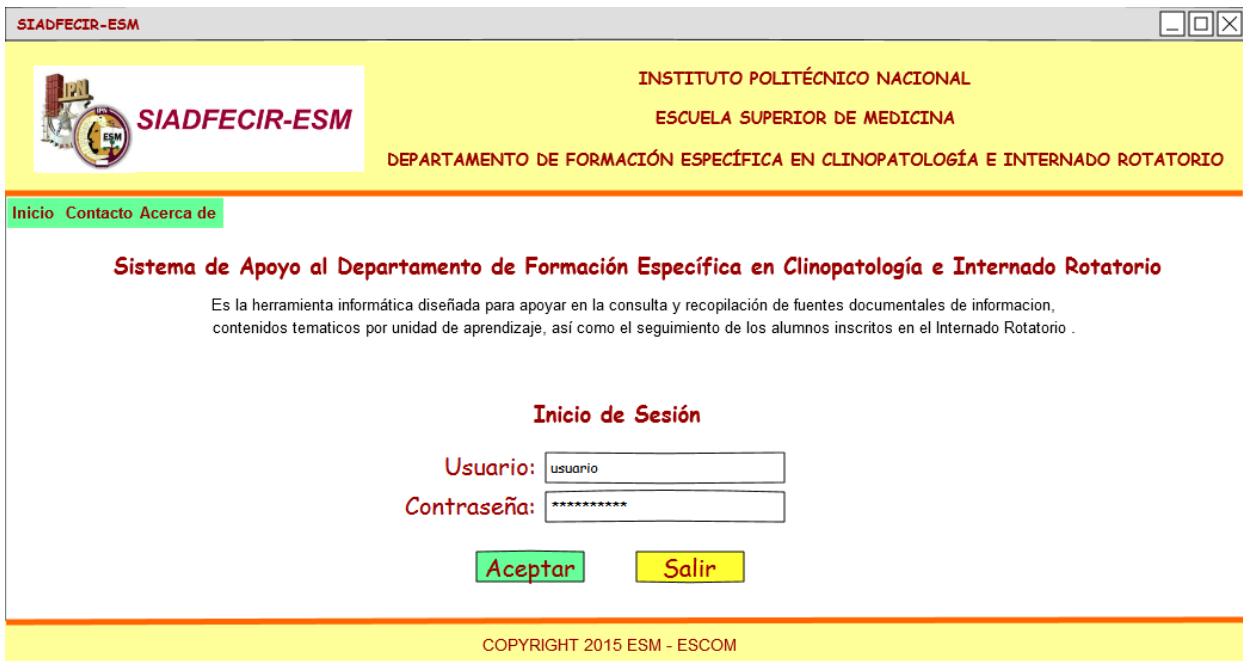 SIADFECIR-ESM
IPN
IPN
ESM
SIADFECIR-ESM
INSTITUTO POLITÉCNICO NACIONAL
ESCUELA SUPERIOR DE MEDICINA
DEPARTAMENTO DE FORMACIÓN ESPECÍFICA EN CLINOPATOLOGÍA E INTERNADO ROTATORIO
Inicio Contacto Acerca de
Sistema de Apoyo al Departamento de Formación Específica en Clinopatología e Internado Rotatorio
Es la herramienta informática diseñada para apoyar en la consulta y recopilación de fuentes documentales de informacion,
contenidos tematicos por unidad de aprendizaje, así como el seguimiento de los alumnos inscritos en el Internado Rotatorio .
Inicio de Sesión
Usuario: usuario
Contraseña: **********
Aceptar Salir
COPYRIGHT 2015 ESM - ESCOM